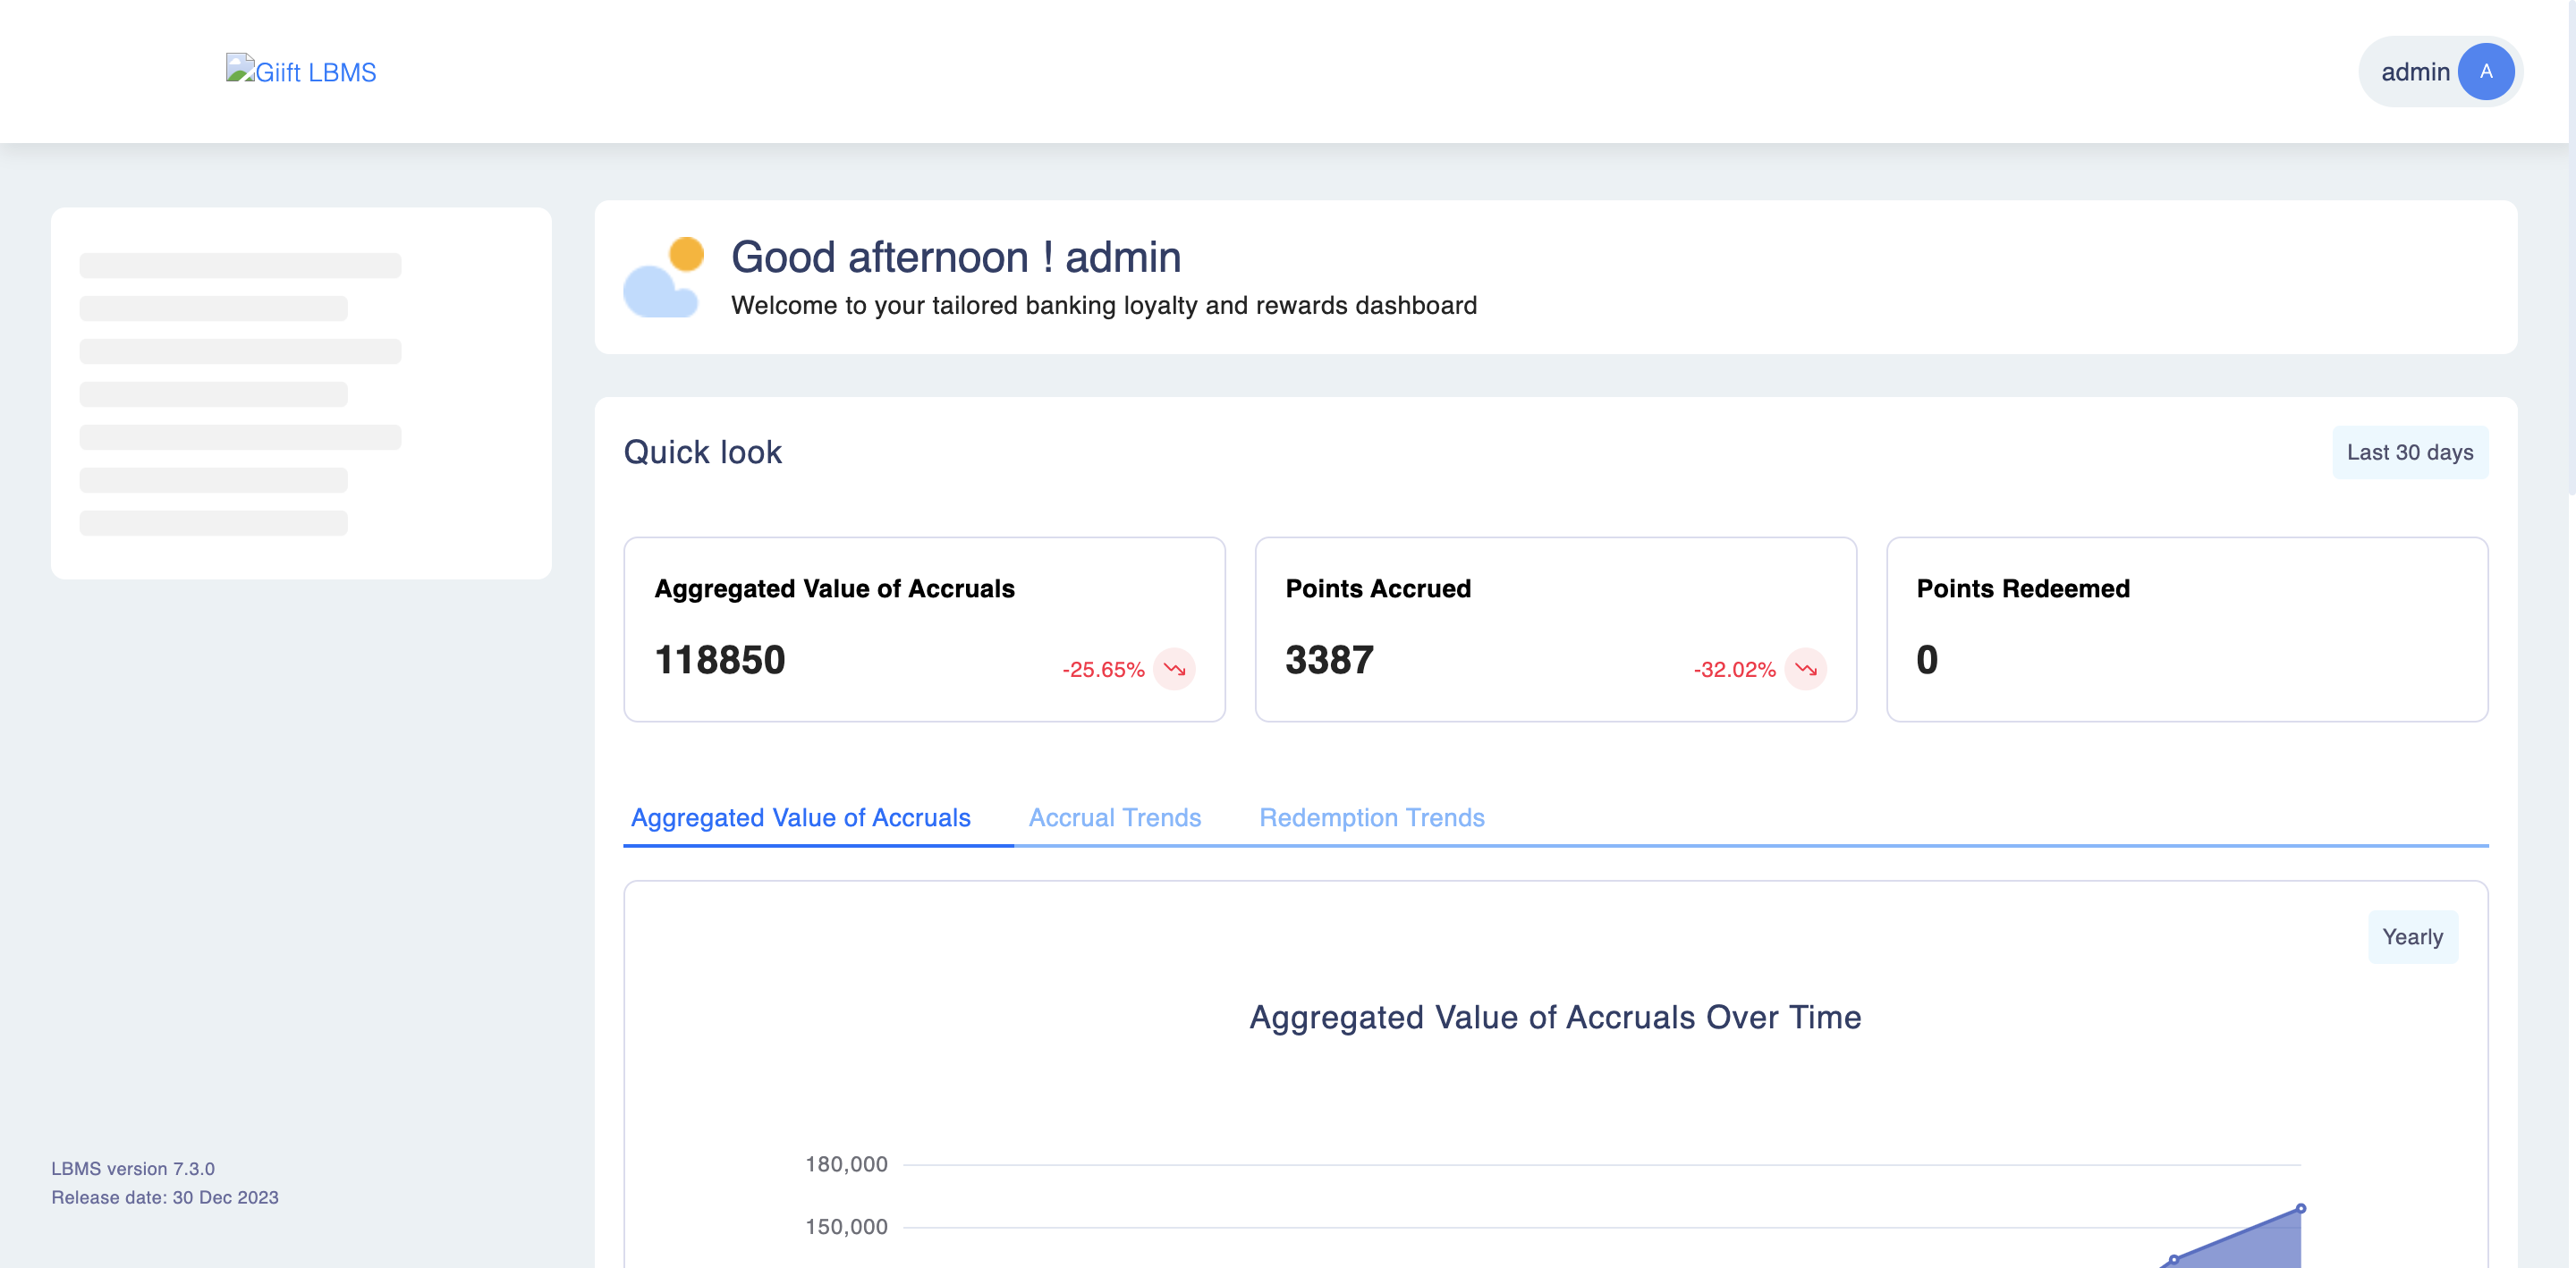 Giift LBMS
admin
A
Good afternoon ! admin
Welcome to your tailored banking loyalty and rewards dashboard
Quick look
Last 30 days
Aggregated Value of Accruals
118850
-25.65%
Points Accrued
3387
-32.02%
Points Redeemed
0
Aggregated Value of Accruals
Accrual Trends
Redemption Trends
Yearly
Aggregated Value of Accruals Over Time
180,000
150,000
LBMS version 7.3.0
Release date: 30 Dec 2023